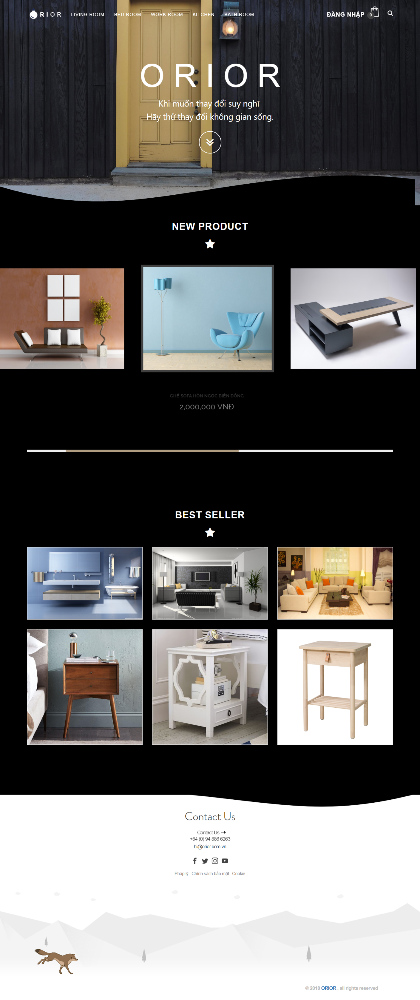 RIOR LIVING ROOM BED ROOM WORK ROOM KITCHEN BATH ROOM ĐĂNG NHẬP 0
ORIOR
Khi muốn thay đổi suy nghĩ
Hãy thử thay đổi không gian sống.
NEW PRODUCT
GHẾ SOFA HÒN NGỌC BIỂN ĐÔNG
2,000,000 VNĐ
BEST SELLER
Contact Us
Contact Us →
+84 (0) 94 886 6263
hi@orior.com.vn
Pháp lý Chính sách bảo mật Cookie
© 2018 ORIOR . all rights reserved